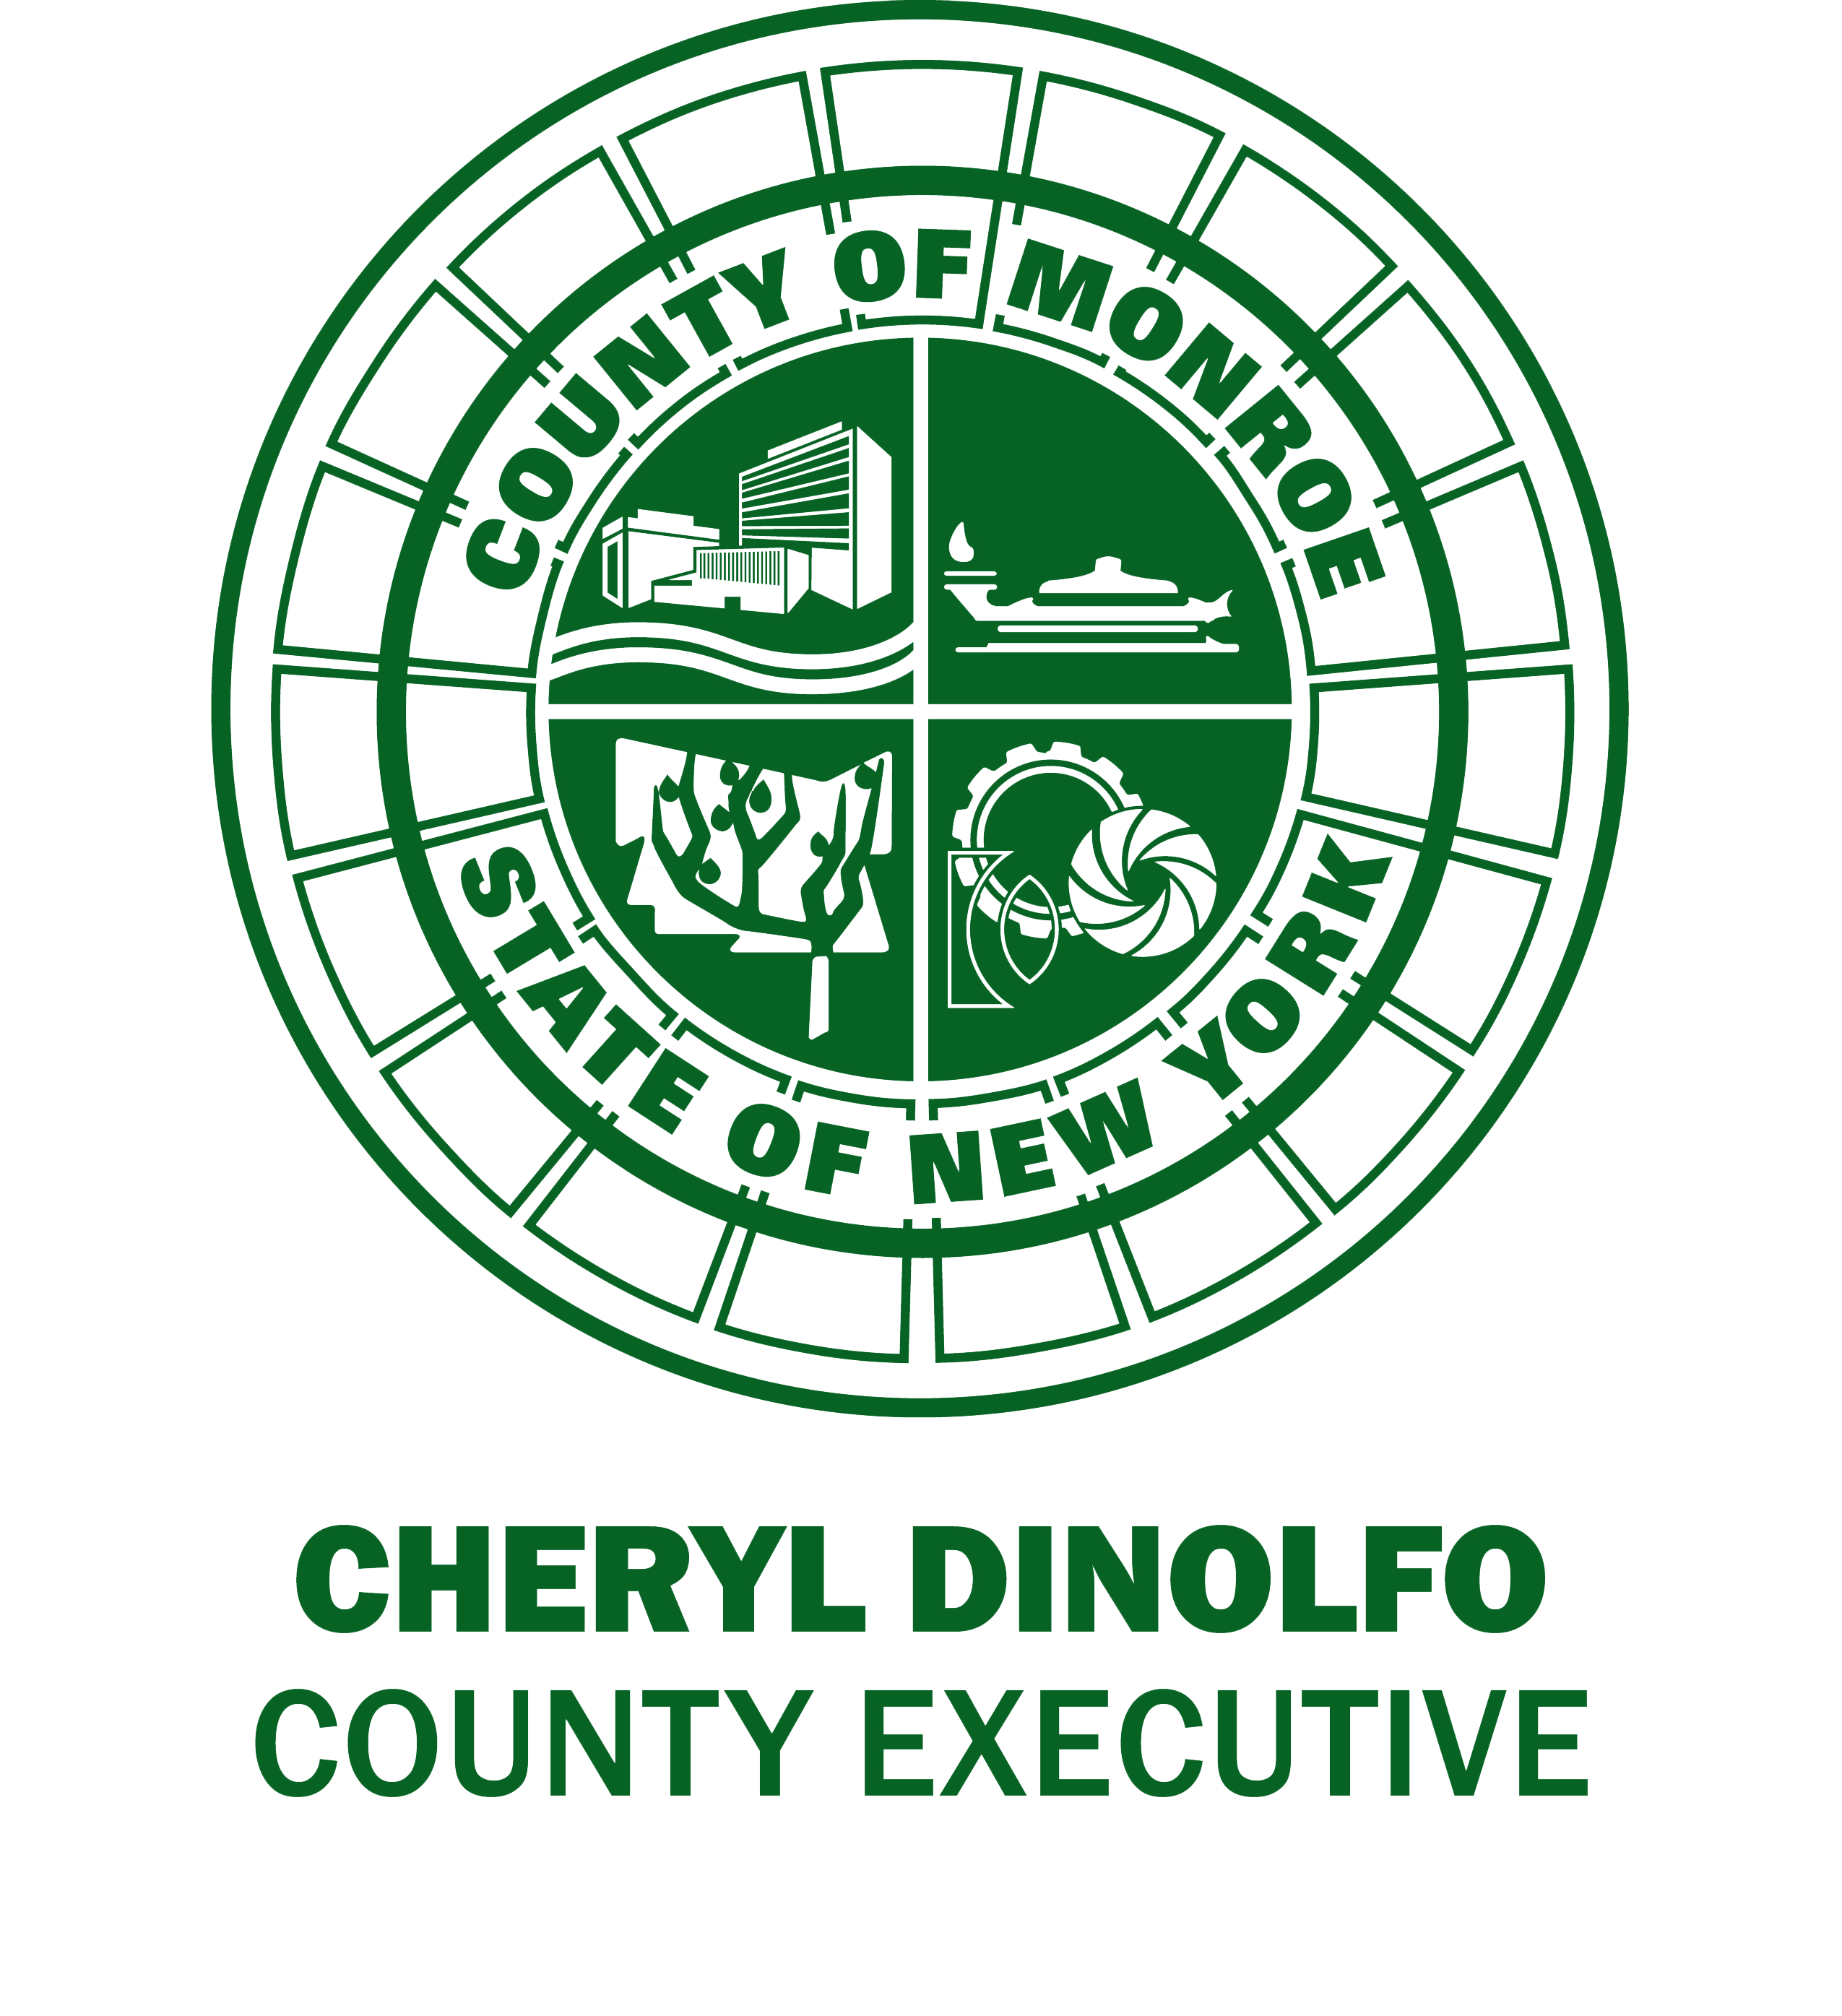 COUNTY OF MONROE
STATE OF NEW YORK
CHERYL DINOLFO
COUNTY EXECUTIVE